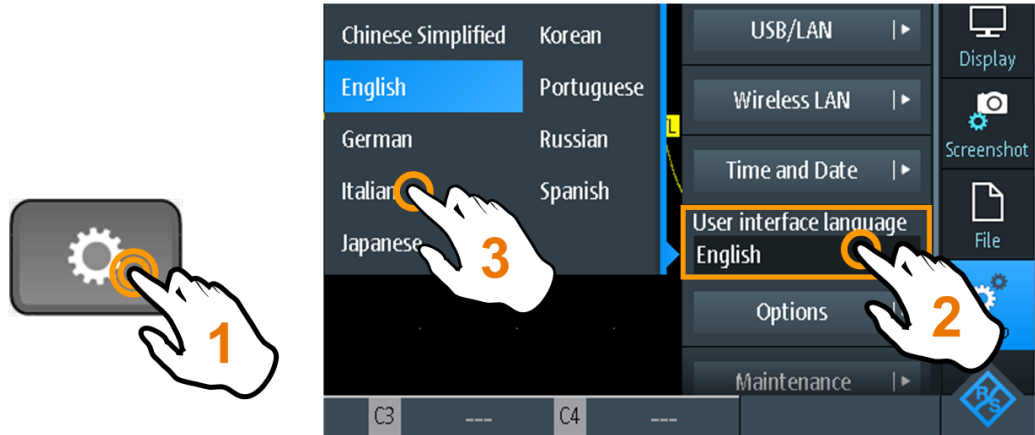 1
Chinese Simplified
Korean
English
Portuguese
German
Russian
Italian
Spanish
Japanese
3
USB/LAN
Wireless LAN
Time and Date
User interface language
English
Options
Maintenance
2
Display
Screenshot
File
R&S
C3
---
C4
---